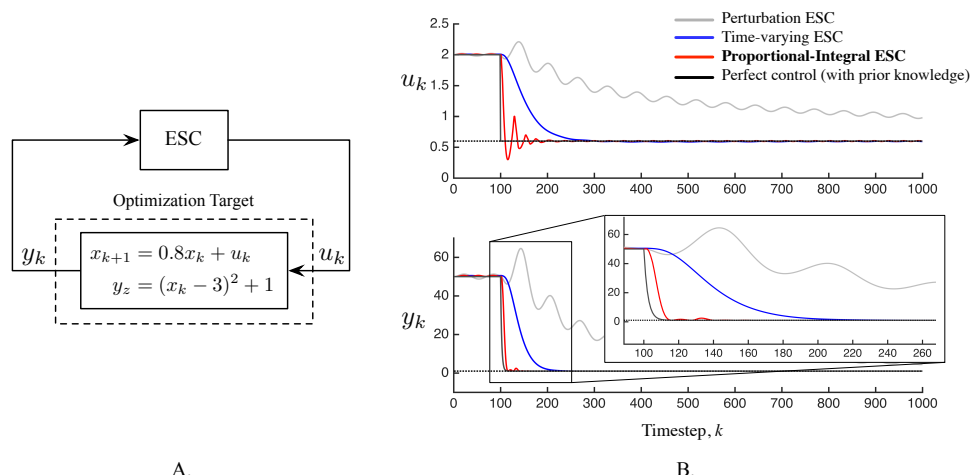 ESC
Optimization Target
y_k
u_k
x_{k+1} = 0.8x_k + u_k
y_z = (x_k − 3)^2 + 1
A.
Perturbation ESC
Time-varying ESC
Proportional-Integral ESC
Perfect control (with prior knowledge)
u_k
2.5
2
1.5
1
0.5
0
0 100 200 300 400 500 600 700 800 900 1000
y_k
60
40
20
0
0 100 200 300 400 500 600 700 800 900 1000
60
40
20
0
100 120 140 160 180 200 220 240 260
Timestep, k
B.